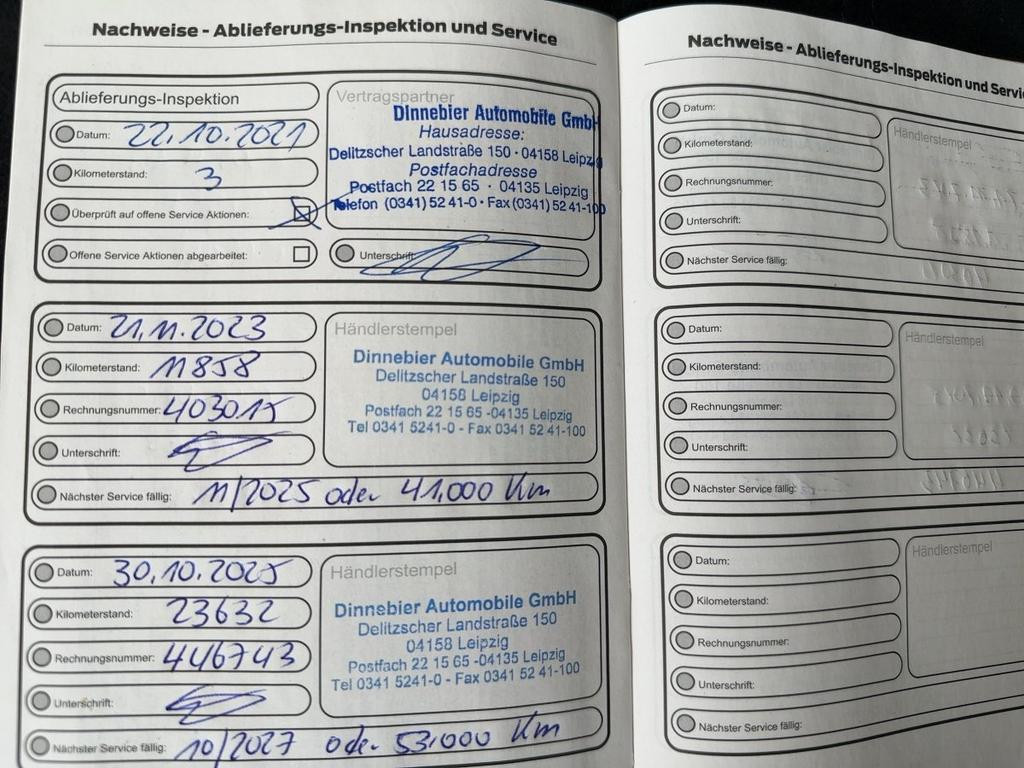 Nachweise - Ablieferungs-Inspektion und Service
Ablieferungs-Inspektion
Datum: 22.10.2021
Kilometerstand: 3
Überprüft auf offene Service Aktionen:
Offene Service Aktionen abgearbeitet:
Vertragspartner
Dinnebier Automobile GmbH
Hausadresse:
Delitzscher Landstraße 150 · 04158 Leipzig
Postfachadresse
Postfach 22 15 65 · 04135 Leipzig
Telefon (0341) 52 41-0 · Fax (0341) 52 41-100
Unterschrift:
Datum: 21.11.2023
Kilometerstand: 11858
Rechnungsnummer: 403015
Unterschrift:
Händlerstempel
Dinnebier Automobile GmbH
Delitzscher Landstraße 150
04158 Leipzig
Postfach 22 15 65 -04135 Leipzig
Tel 0341 5241-0 - Fax 0341 52 41-100
Nächster Service fällig: 11/2025 oder 41.000 Km
Datum: 30.10.2025
Kilometerstand: 23632
Rechnungsnummer: 446743
Unterschrift:
Händlerstempel
Dinnebier Automobile GmbH
Delitzscher Landstraße 150
04158 Leipzig
Postfach 22 15 65 -04135 Leipzig
Tel 0341 5241-0 - Fax 0341 52 41-100
Nächster Service fällig: 10/2027 oder 53.000 Km
Nachweise - Ablieferungs-Inspektion und Servi
Datum:
Kilometerstand:
Rechnungsnummer:
Unterschrift:
Nächster Service fällig:
Händlerstempel
Datum:
Kilometerstand:
Rechnungsnummer:
Unterschrift:
Nächster Service fällig:
Händlerstempel
Datum:
Kilometerstand:
Rechnungsnummer:
Unterschrift:
Nächster Service fällig:
Händlerstempel